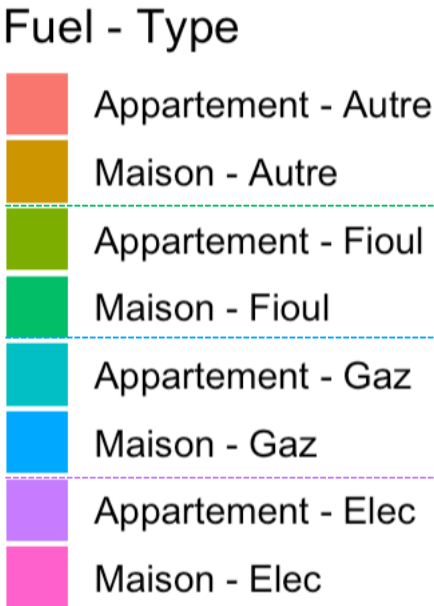 Fuel - Type
Appartement - Autre
Maison - Autre
Appartement - Fioul
Maison - Fioul
Appartement - Gaz
Maison - Gaz
Appartement - Elec
Maison - Elec